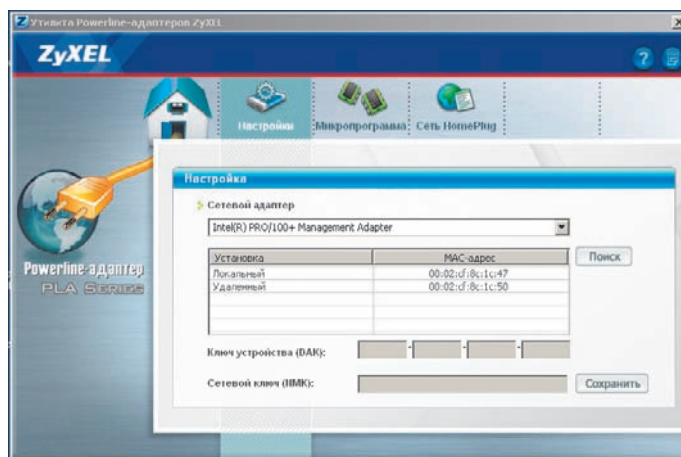 Утилита Powerline-адаптеров ZyXEL
ZyXEL
Настройки
Микропрограмма
Сеть HomePlug
Настройка
Сетевой адаптер
Intel(R) PRO/100+ Management Adapter
Установка MAC-адрес
Поиск
Локальный 00:02:cf:8c:1c:47
Удаленный 00:02:cf:8c:1c:50
Powerline-адаптер
PLA SERIES
Ключ устройства (DAK): - - -
Сетевой ключ (NMK):
Сохранить